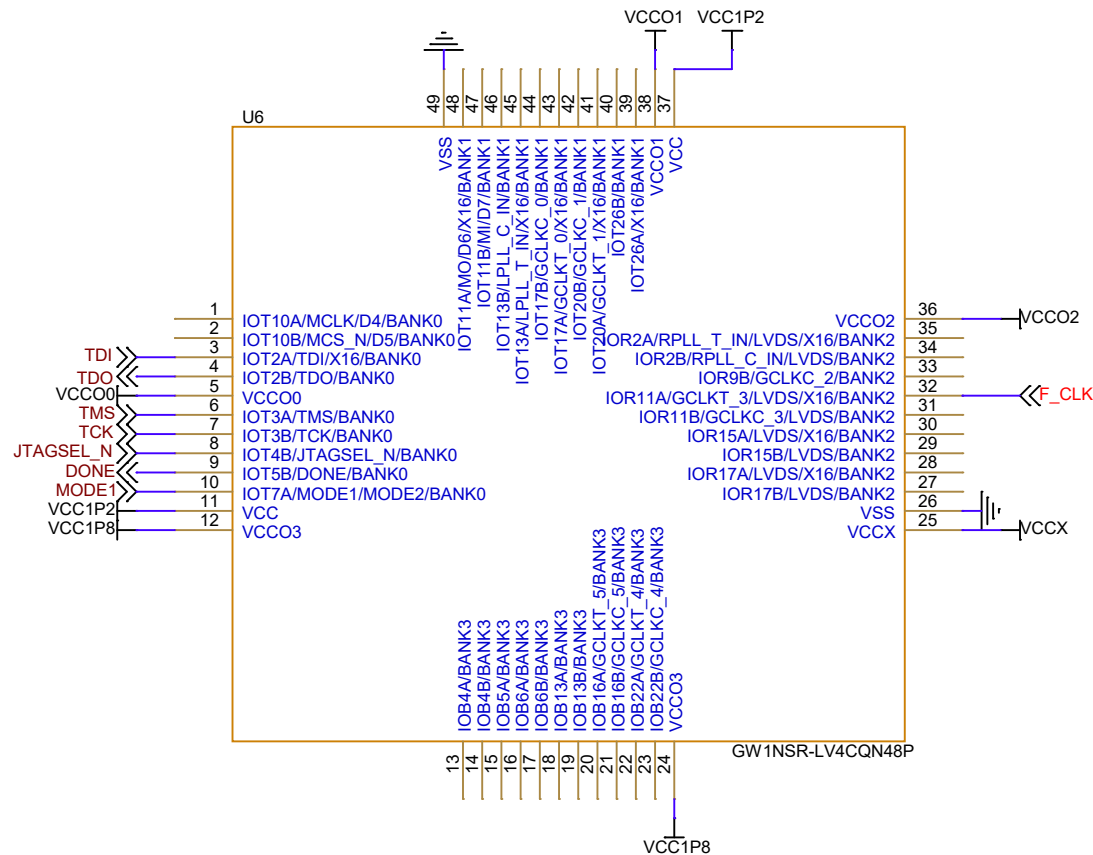 VCCO1
VCC1P2
49
48
47
46
45
44
43
42
41
40
39
38
37
U6
VSS
IOT11A/MO/D6/X16/BANK1
IOT11B/MI/D7/BANK1
IOT13B/LPLL_C_IN/BANK1
IOT13A/LPLL_T_IN/X16/BANK1
IOT17B/GCLKC_0/BANK1
IOT17A/GCLKT_0/X16/BANK1
IOT20B/GCLKC_1/BANK1
IOT20A/GCLKT_1/X16/BANK1
IOT26B/BANK1
IOT26A/X16/BANK1
VCCO1
VCC
1 IOT10A/MCLK/D4/BANK0
2 IOT10B/MCS_N/D5/BANK0
TDI 3 IOT2A/TDI/X16/BANK0
TDO 4 IOT2B/TDO/BANK0
VCCO0 5 VCCO0
TMS 6 IOT3A/TMS/BANK0
TCK 7 IOT3B/TCK/BANK0
JTAGSEL_N 8 IOT4B/JTAGSEL_N/BANK0
DONE 9 IOT5B/DONE/BANK0
MODE1 10 IOT7A/MODE1/MODE2/BANK0
VCC1P2 11 VCC
VCC1P8 12 VCCO3
VCCO2 36 VCCO2
IOR2A/RPLL_T_IN/LVDS/X16/BANK2 35
IOR2B/RPLL_C_IN/LVDS/BANK2 34
IOR9B/GCLKC_2/BANK2 33
IOR11A/GCLKT_3/LVDS/X16/BANK2 32 F_CLK
IOR11B/GCLKC_3/LVDS/BANK2 31
IOR15A/LVDS/X16/BANK2 30
IOR15B/LVDS/BANK2 29
IOR17A/LVDS/X16/BANK2 28
IOR17B/LVDS/BANK2 27
VSS 26
VCCX 25 VCCX
IOB4A/BANK3
IOB4B/BANK3
IOB5A/BANK3
IOB6A/BANK3
IOB6B/BANK3
IOB13A/BANK3
IOB13B/BANK3
IOB16A/GCLKT_5/BANK3
IOB16B/GCLKC_5/BANK3
IOB22A/GCLKT_4/BANK3
IOB22B/GCLKC_4/BANK3
VCCO3
GW1NSR-LV4CQN48P
13
14
15
16
17
18
19
20
21
22
23
24
VCC1P8